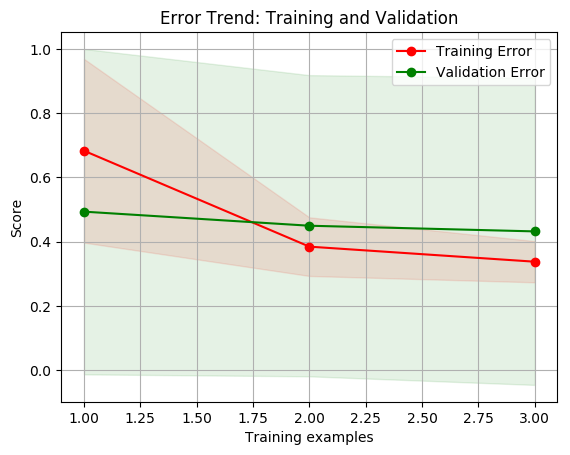 Error Trend: Training and Validation
Training Error
Validation Error
Score
1.0
0.8
0.6
0.4
0.2
0.0
1.00 1.25 1.50 1.75 2.00 2.25 2.50 2.75 3.00
Training examples